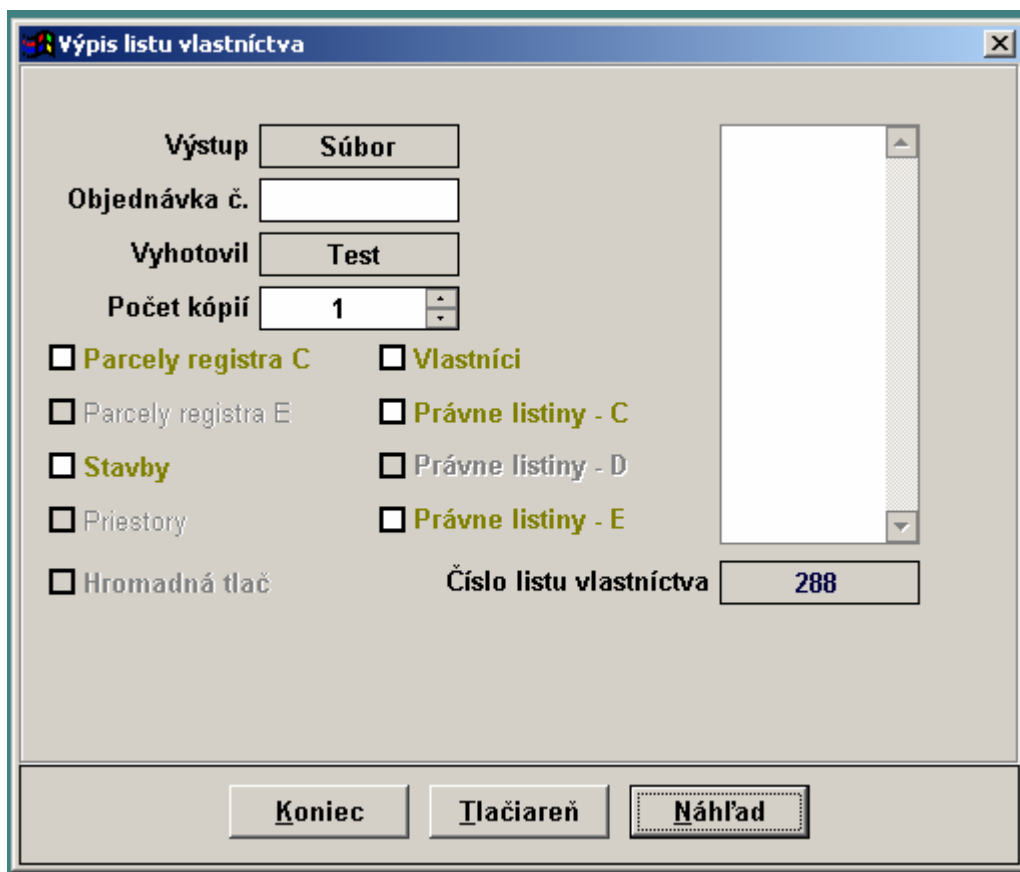 Výpis listu vlastníctva
Výstup Súbor
Objednávka č.
Vyhotovil Test
Počet kópií 1
Parcely registra C Vlastníci
Parcely registra E Právne listiny - C
Stavby Právne listiny - D
Priestory Právne listiny - E
Hromadná tlač Číslo listu vlastníctva 288
Koniec Tlačiareň Náhľad